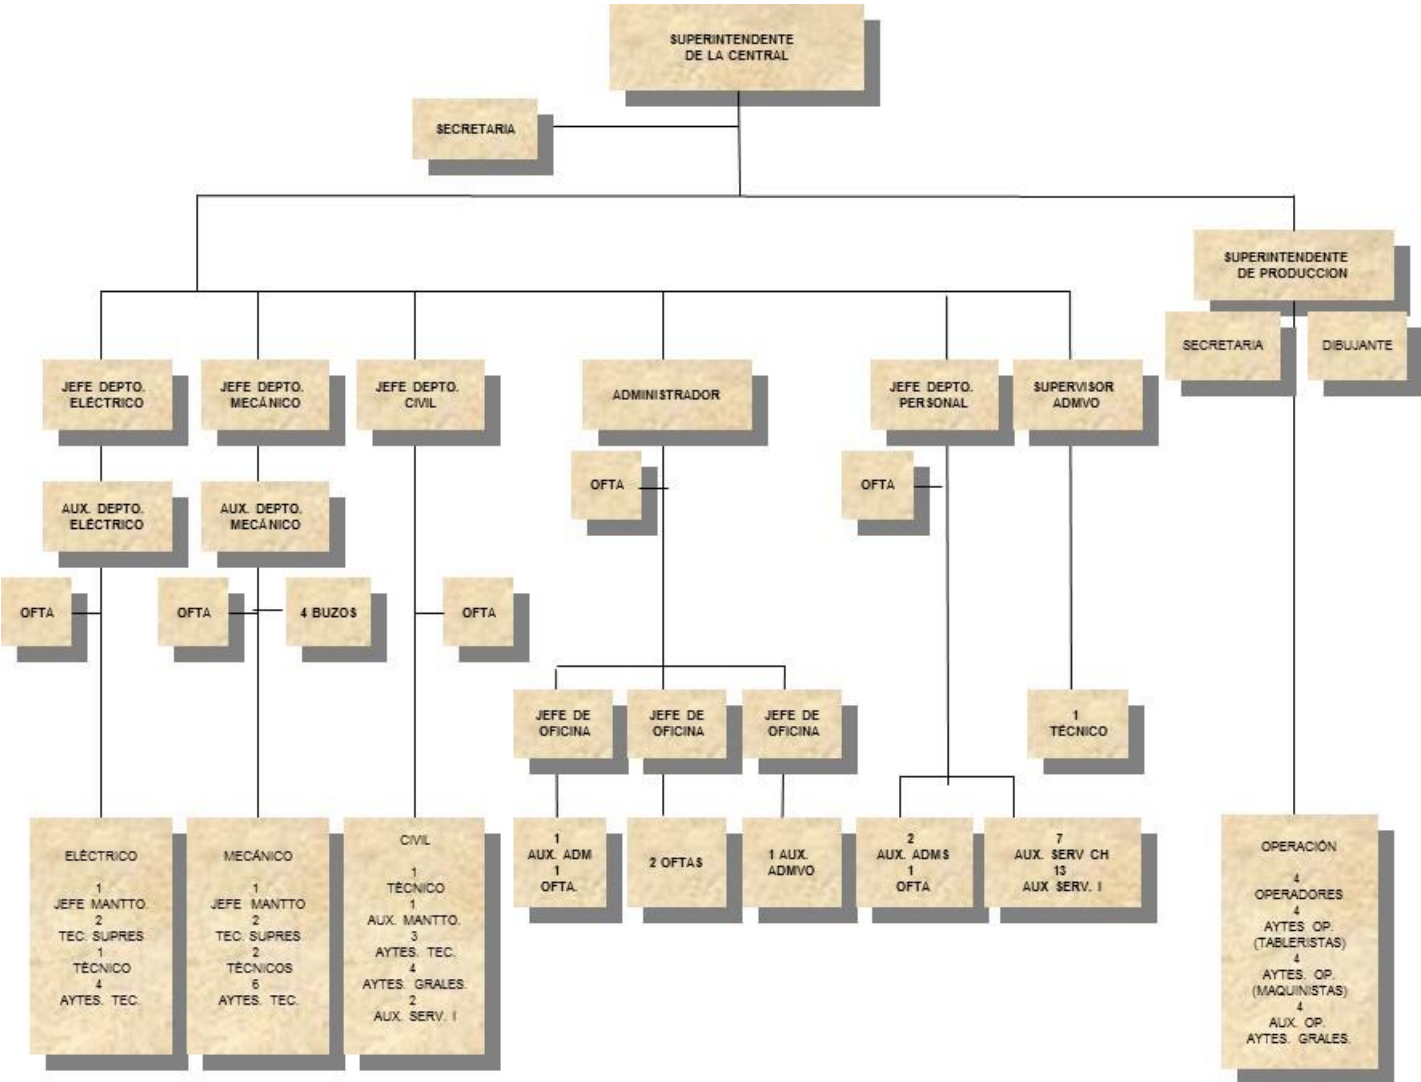 SUPERINTENDENTE
DE LA CENTRAL
SECRETARIA
SUPERINTENDENTE
DE PRODUCCION
SECRETARIA
DIBUJANTE
JEFE DEPTO.
ELÉCTRICO
JEFE DEPTO.
MECÁNICO
JEFE DEPTO.
CIVIL
ADMINISTRADOR
JEFE DEPTO.
PERSONAL
SUPERVISOR
ADMVO
OFTA
OFTA
AUX. DEPTO.
ELÉCTRICO
AUX. DEPTO.
MECÁNICO
OFTA
OFTA
4 BUZOS
OFTA
JEFE DE
OFICINA
JEFE DE
OFICINA
JEFE DE
OFICINA
1
TÉCNICO
ELÉCTRICO
1
JEFE MANTTO.
2
TEC. SUPRES
1
TÉCNICO
4
AYTES. TEC.
MECÁNICO
1
JEFE MANTTO
2
TEC. SUPRES
2
TÉCNICOS
6
AYTES. TEC.
CIVIL
1
TÉCNICO
1
AUX. MANTTO.
3
AYTES. TEC.
4
AYTES. GRALES.
2
AUX. SERV. I
1
AUX. ADM
1
OFTA.
2 OFTAS
1 AUX.
ADMVO
2
AUX. ADMS
1
OFTA
7
AUX. SERV CH
13
AUX SERV. I
OPERACIÓN
4
OPERADORES
4
AYTES OP.
(TABLERISTAS)
4
AYTES. OP.
(MAQUINISTAS)
4
AUX. OP.
AYTES. GRALES.